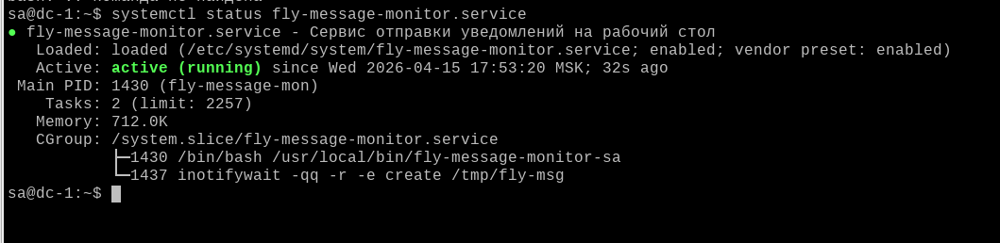 sa@dc-1:~$ systemctl status fly-message-monitor.service
● fly-message-monitor.service - Сервис отправки уведомлений на рабочий стол
   Loaded: loaded (/etc/systemd/system/fly-message-monitor.service; enabled; vendor preset: enabled)
   Active: active (running) since Wed 2026-04-15 17:53:20 MSK; 32s ago
 Main PID: 1430 (fly-message-mon)
    Tasks: 2 (limit: 2257)
   Memory: 712.0K
   CGroup: /system.slice/fly-message-monitor.service
           ├─1430 /bin/bash /usr/local/bin/fly-message-monitor-sa
           └─1437 inotifywait -qq -r -e create /tmp/fly-msg
sa@dc-1:~$